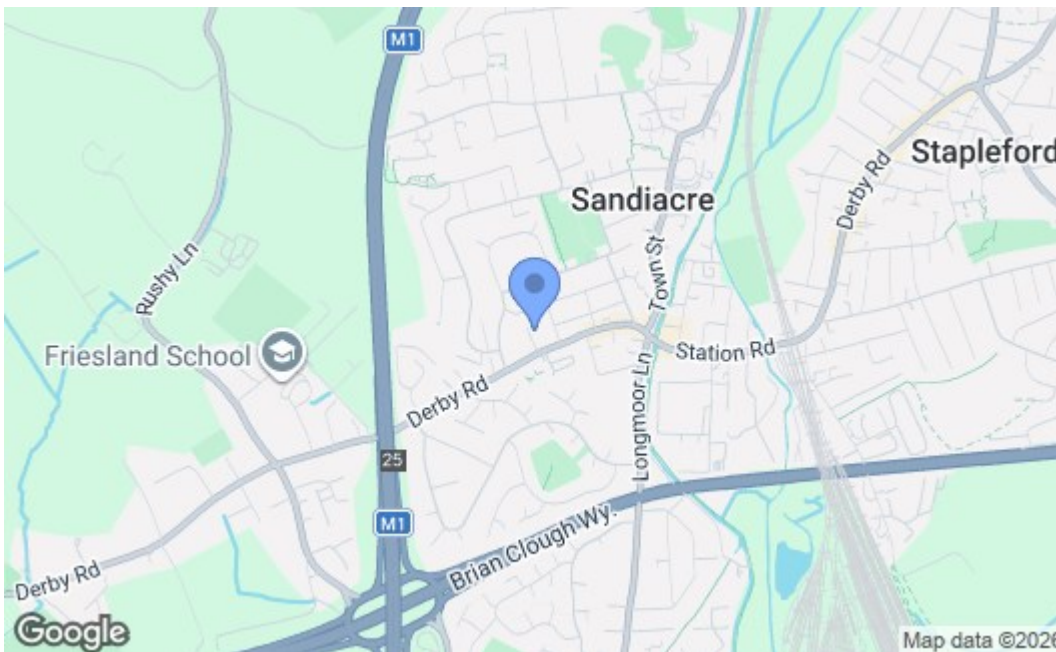 M1
Stapleford
Derby Rd
Sandiacre
Town St
Rushy Ln
Friesland School
Station Rd
Derby Rd
Longmoor Ln
25
M1
Brian Clough Wy.
Derby Rd
Google
Map data ©2026